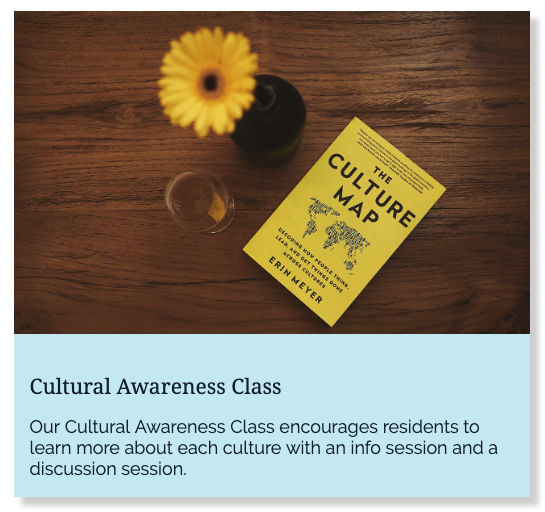 THE
CULTURE
MAP
DECODING HOW PEOPLE THINK,
LEAD, AND GET THINGS DONE
ACROSS CULTURES
ERIN MEYER
Cultural Awareness Class
Our Cultural Awareness Class encourages residents to
learn more about each culture with an info session and a
discussion session.